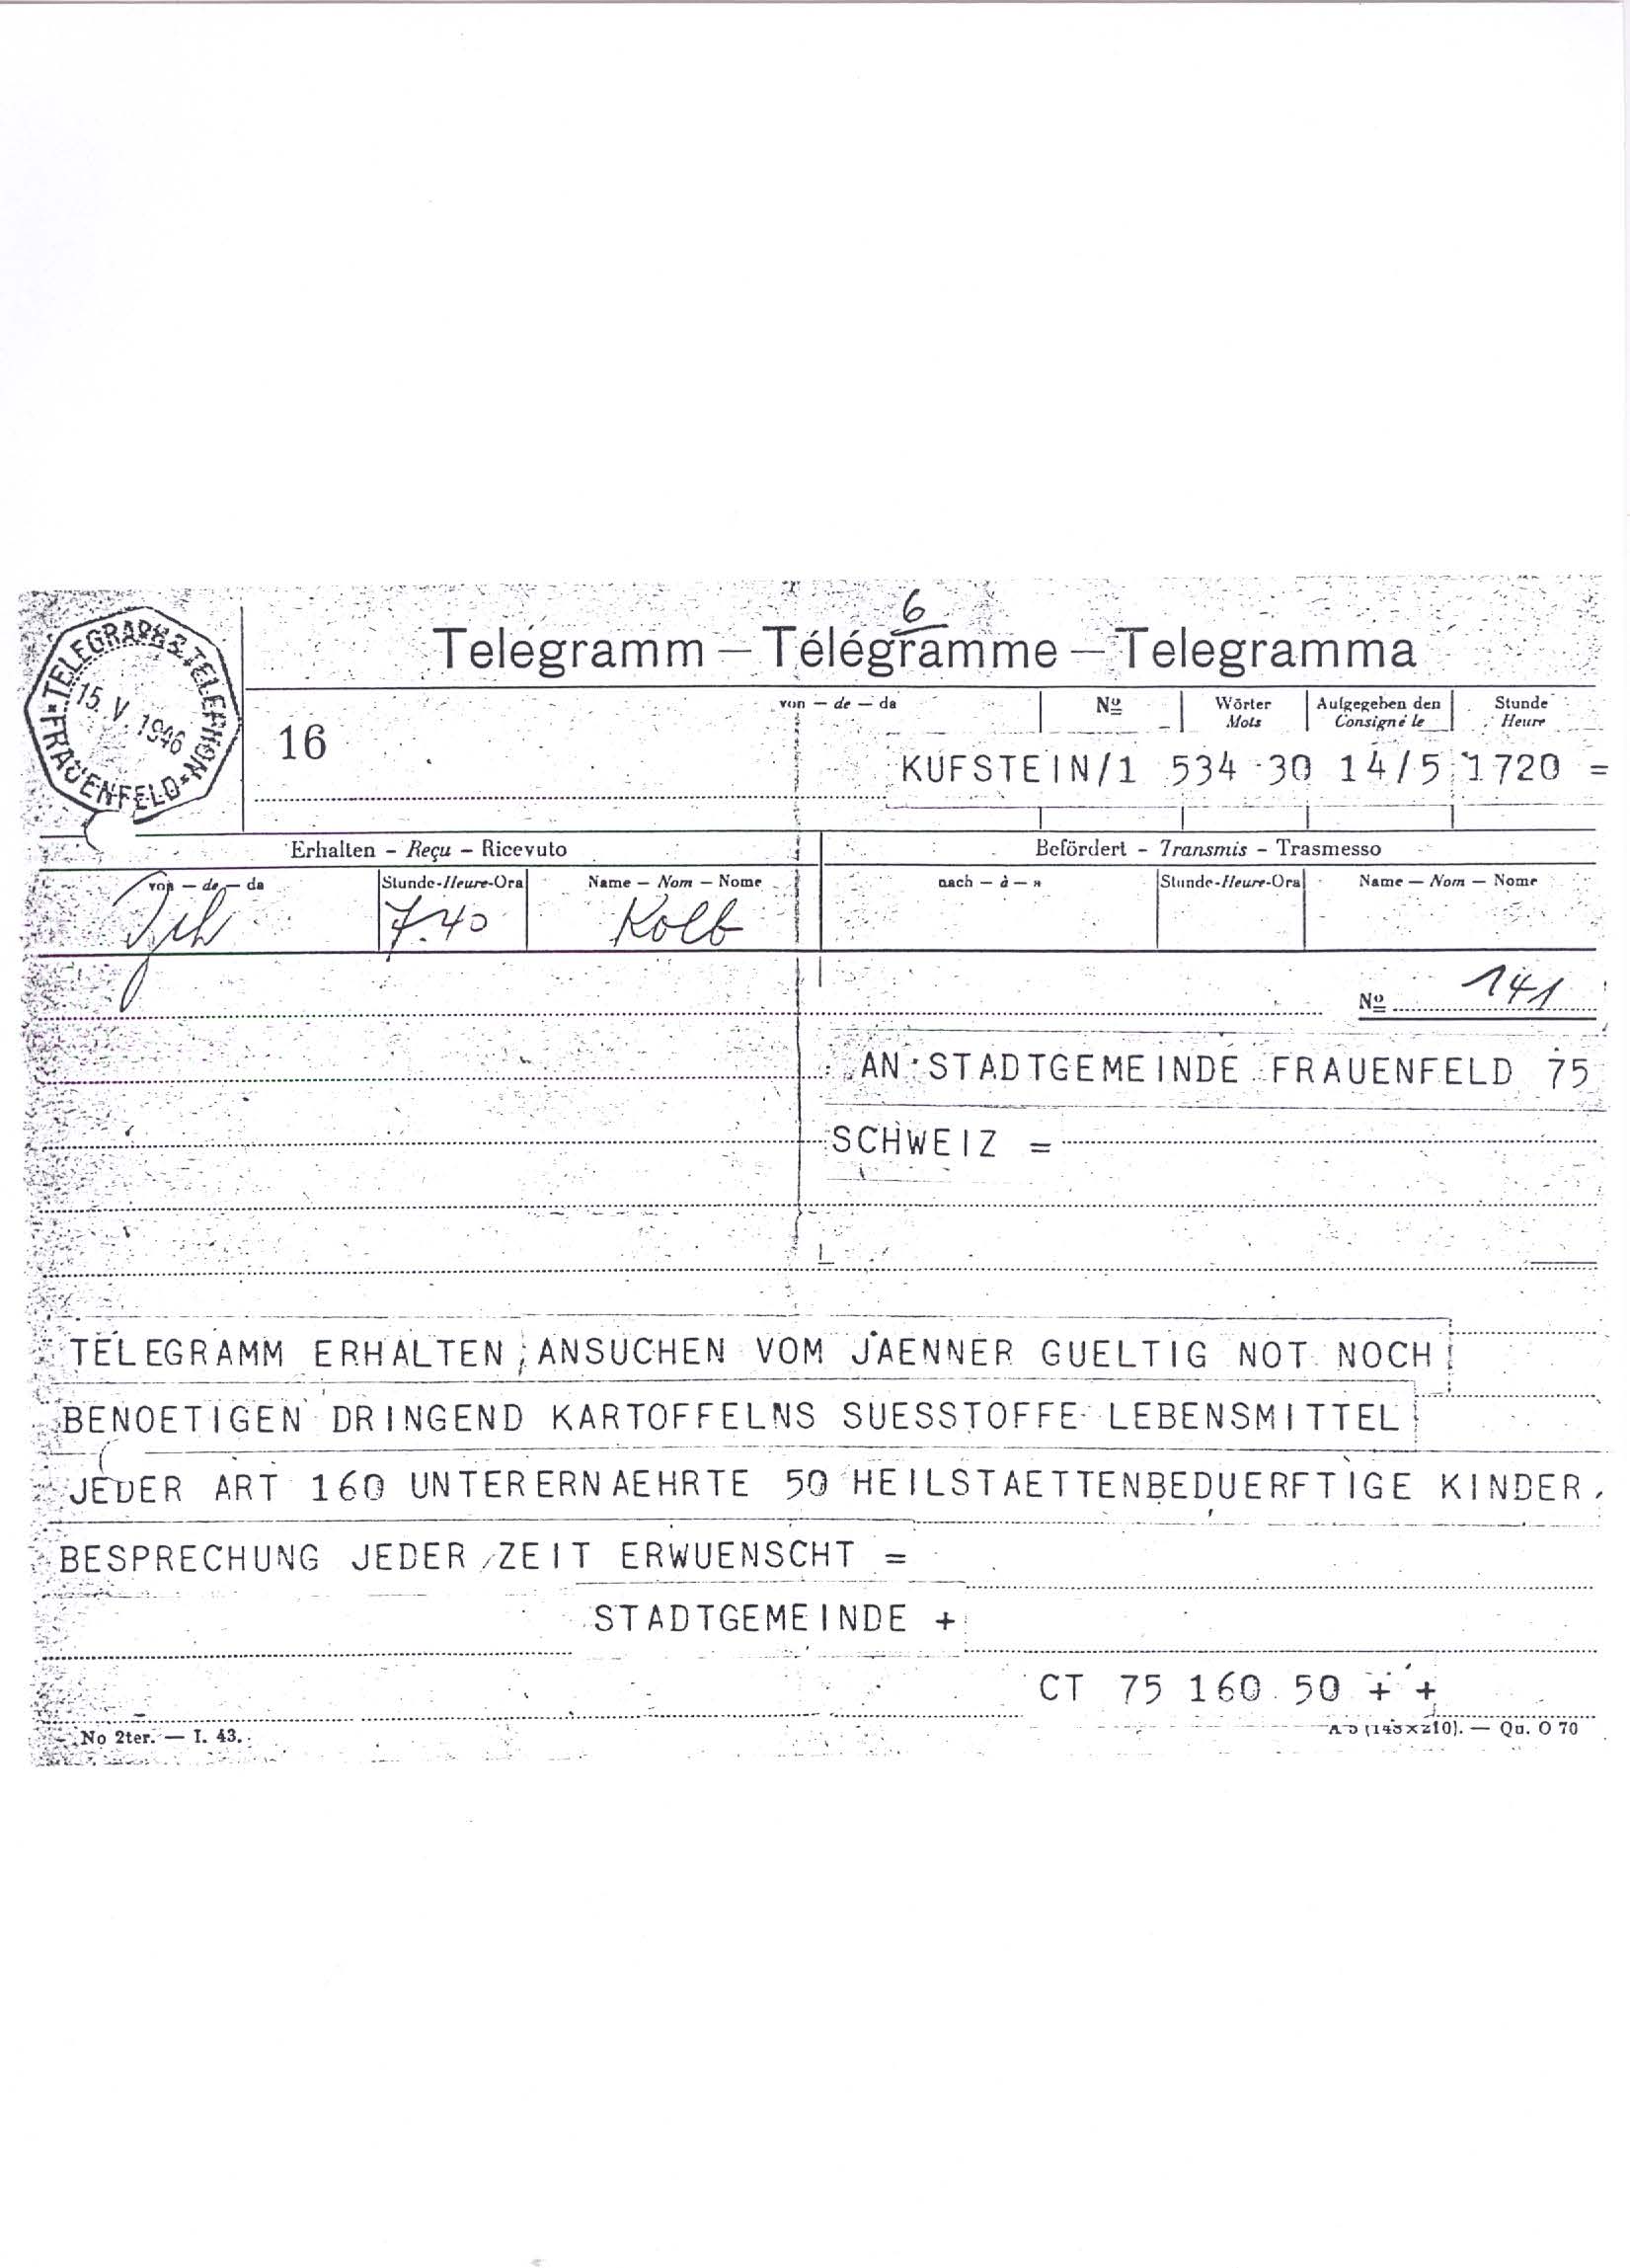 6
Telegramm — Télégramme — Telegramma
TELEGRAPH & TELEPHON
15. V. 1946
* FRAUENFELD *
16
von — de — da
No
Wörter
Mots
Aufgegeben den
Consigné le
Stunde
Heure
KUFSTEIN/1 534 30 14/5 1720 =
Erhalten - Reçu - Ricevuto
Befördert - Transmis - Trasmesso
von — de — da
Stunde-Heure-Ora
Name — Nom — Nome
nach — à — a
Stunde-Heure-Ora
Name — Nom — Nome
7.40
Kolb
No 141
AN STADTGEMEINDE FRAUENFELD 75
SCHWEIZ =
TELEGRAMM ERHALTEN , ANSUCHEN VOM JAENNER GUELTIG NOT NOCH
BENOETIGEN DRINGEND KARTOFFELNS SUESSTOFFE LEBENSMITTEL
JEDER ART 160 UNTERERNAEHRTE 50 HEILSTAETTENBEDUERFTIGE KINDER ,
BESPRECHUNG JEDER ZEIT ERWUENSCHT =
STADTGEMEINDE +
CT 75 160 50 + +
No 2ter. — I. 43.
A 5 (148x210). — Qu. O 70